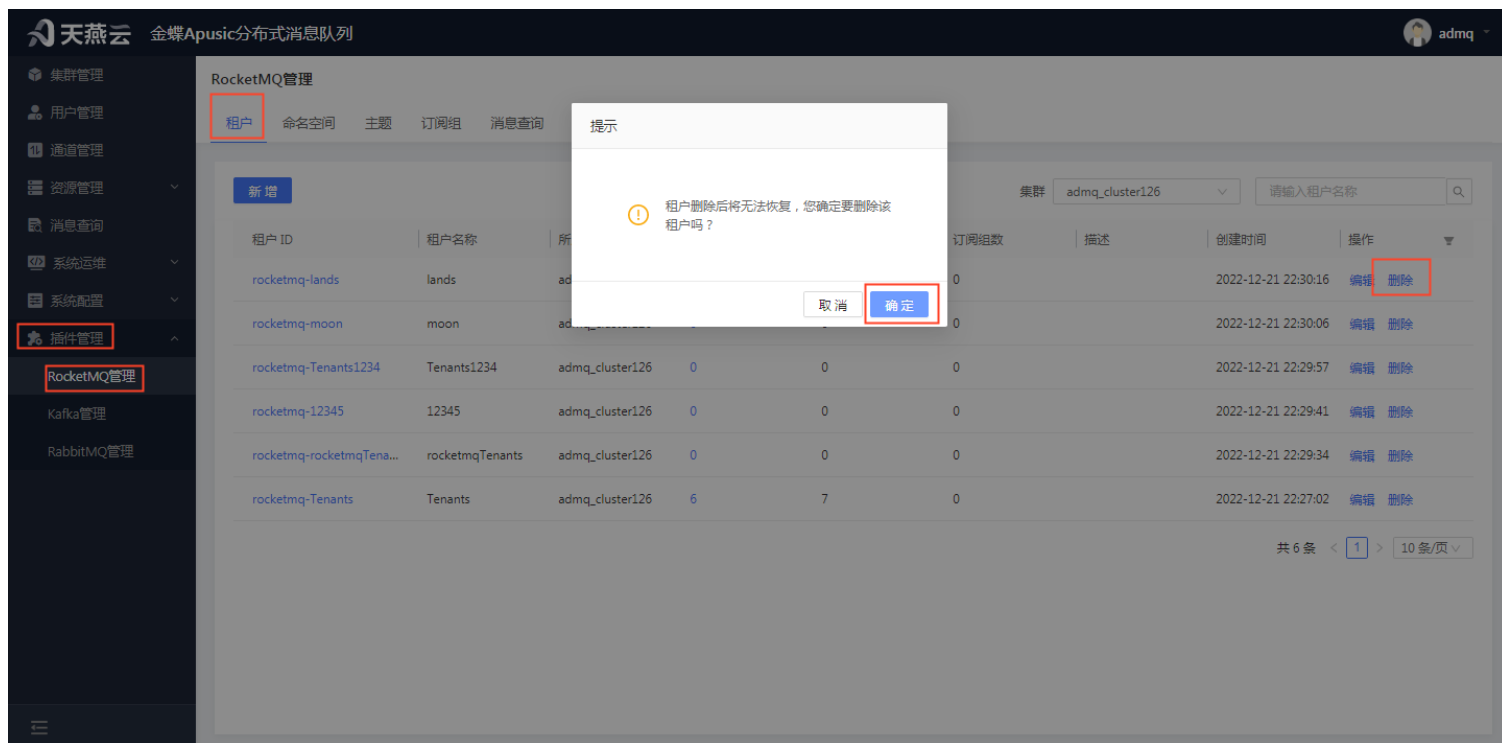 天燕云 金蝶Apusic分布式消息队列
admq
集群管理
用户管理
通道管理
资源管理
消息查询
系统运维
系统配置
插件管理
RocketMQ管理
Kafka管理
RabbitMQ管理
RocketMQ管理
租户 命名空间 主题 订阅组 消息查询
提示
租户删除后将无法恢复，您确定要删除该
租户吗？
取消 确定
新增
集群 admq_cluster126 请输入租户名称
租户 ID 租户名称 所 订阅组数 描述 创建时间 操作
rocketmq-lands lands ad 0 2022-12-21 22:30:16 编辑 删除
rocketmq-moon moon admq_cluster126 0 2022-12-21 22:30:06 编辑 删除
rocketmq-Tenants1234 Tenants1234 admq_cluster126 0 0 0 2022-12-21 22:29:57 编辑 删除
rocketmq-12345 12345 admq_cluster126 0 0 0 2022-12-21 22:29:41 编辑 删除
rocketmq-rocketmqTena... rocketmqTenants admq_cluster126 0 0 0 2022-12-21 22:29:34 编辑 删除
rocketmq-Tenants Tenants admq_cluster126 6 7 0 2022-12-21 22:27:02 编辑 删除
共 6 条 < 1 > 10 条/页